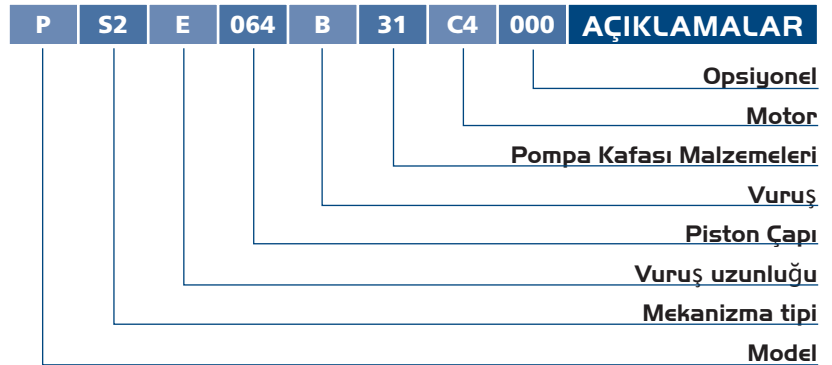 P S2 E 064 B 31 C4 000 AÇIKLAMALAR
Opsiyonel
Motor
Pompa Kafası Malzemeleri
Vuruş
Piston Çapı
Vuruş uzunluğu
Mekanizma tipi
Model